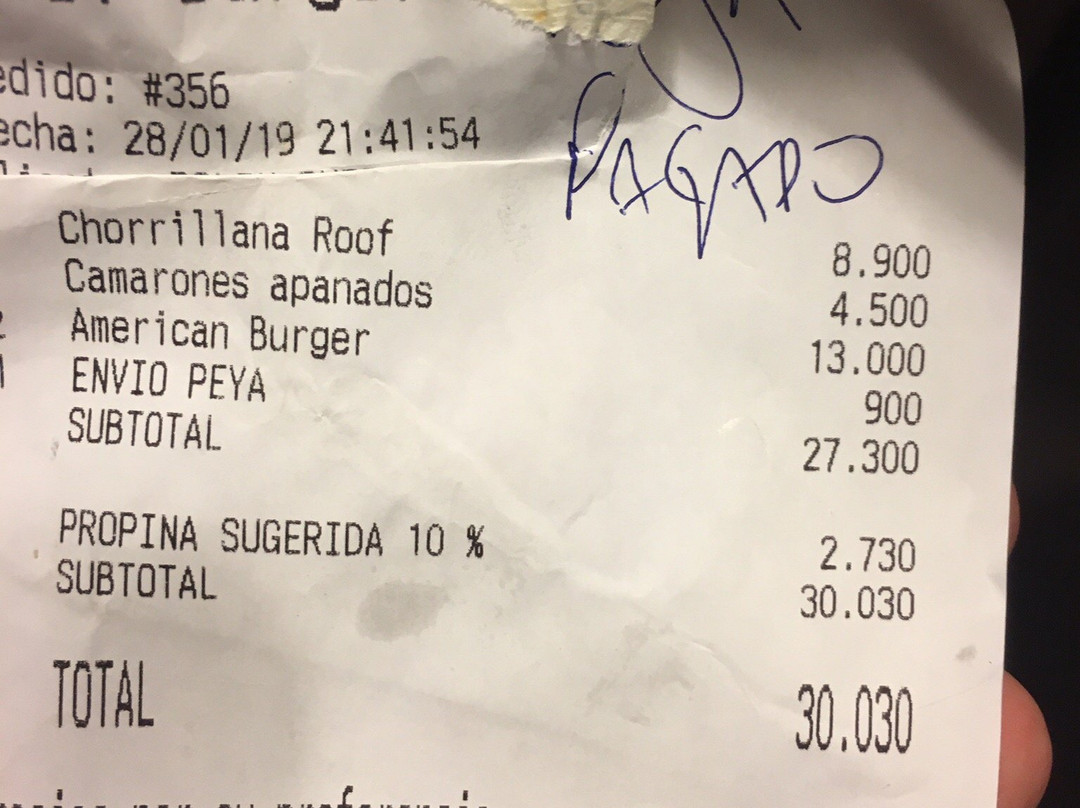 edido: #356
echa: 28/01/19 21:41:54
PAGADO
Chorrillana Roof 8.900
Camarones apanados 4.500
American Burger 13.000
ENVIO PEYA 900
SUBTOTAL 27.300
PROPINA SUGERIDA 10 % 2.730
SUBTOTAL 30.030
TOTAL 30.030